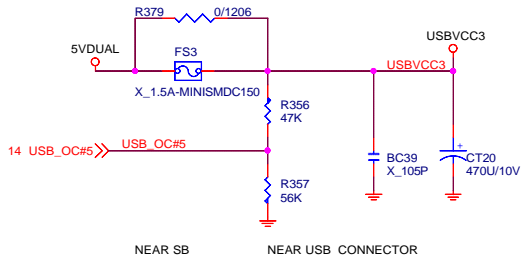 R379 0/1206
5VDUAL
FS3
USBVCC3
USBVCC3
X_1.5A-MINISMDC150
R356
47K
14 USB_OC#5 USB_OC#5
BC39
X_105P
+
CT20
470U/10V
R357
56K
NEAR SB NEAR USB CONNECTOR